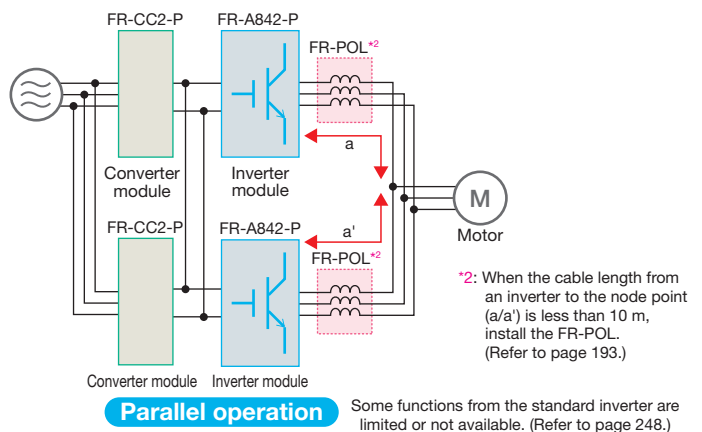 FR-CC2-P
FR-A842-P
FR-POL*2
a
Converter
module
Inverter
module
M
Motor
FR-CC2-P
FR-A842-P
a'
FR-POL*2
*2: When the cable length from
an inverter to the node point
(a/a') is less than 10 m,
install the FR-POL.
(Refer to page 193.)
Converter module
Inverter module
Parallel operation
Some functions from the standard inverter are
limited or not available. (Refer to page 248.)